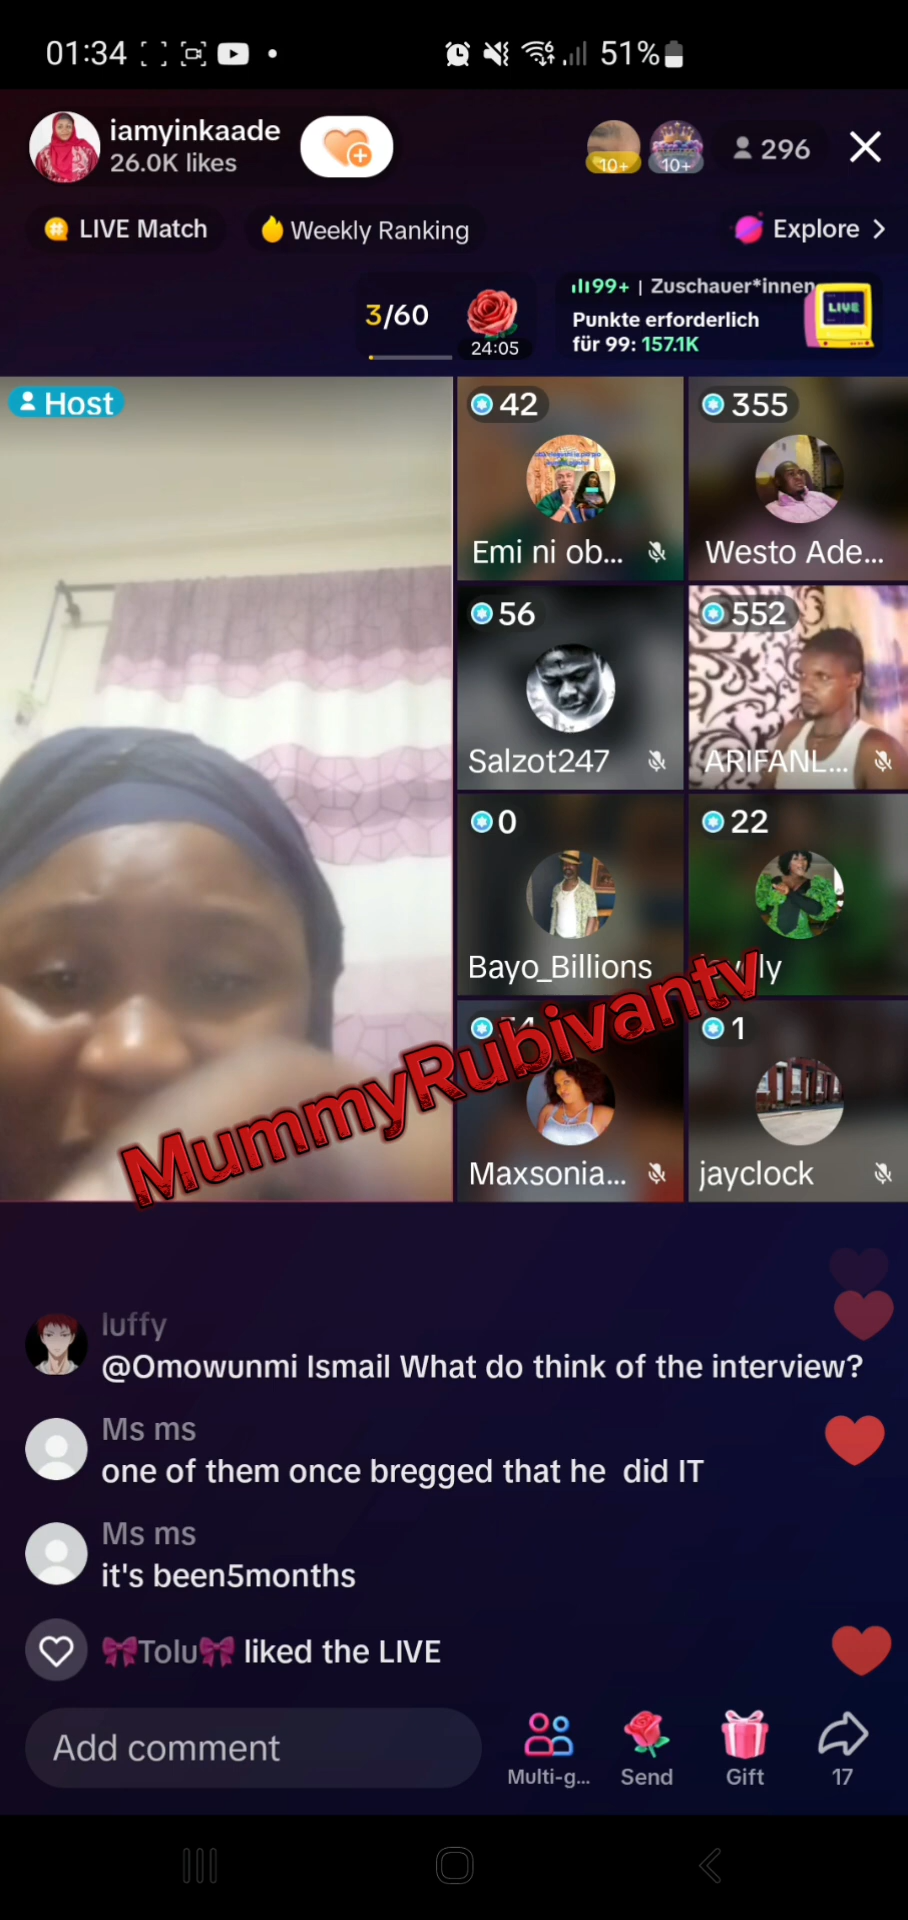 01:34
51%
iamyinkaade
26.0K likes
10+
10+
296
LIVE Match
Weekly Ranking
Explore >
3/60
24:05
99+ | Zuschauer*innen
Punkte erforderlich
für 99: 157.1K
LIVE
Host
42
Emi ni ob...
355
Westo Ade...
56
Salzot247
552
ARIFANL...
0
Bayo_Billions
22
1
Maxsonia...
jayclock
MummyRubivantv
luffy
@Omowunmi Ismail What do think of the interview?
Ms ms
one of them once bregged that he did IT
Ms ms
it's been5months
Tolu liked the LIVE
Add comment
Multi-g...
Send
Gift
17